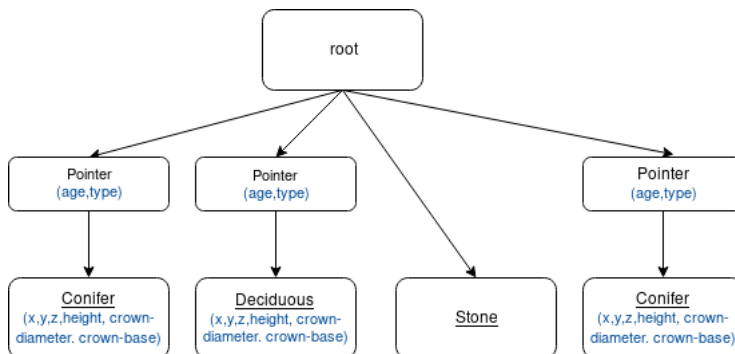 root
Pointer
(age,type)
Pointer
(age,type)
Pointer
(age,type)
Conifer
(x,y,z,height, crown-
diameter. crown-base)
Deciduous
(x,y,z,height, crown-
diameter. crown-base)
Stone
Conifer
(x,y,z,height, crown-
diameter. crown-base)